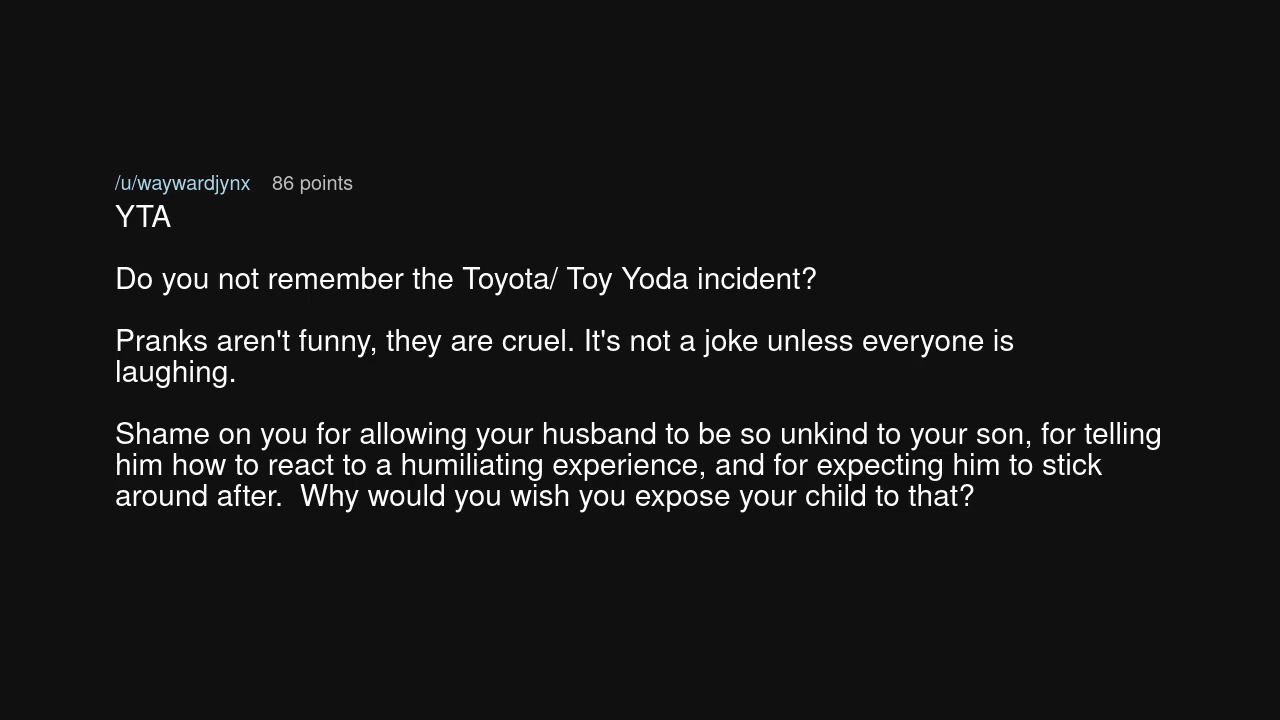 /u/waywardjynx 86 points
YTA
Do you not remember the Toyota/ Toy Yoda incident?
Pranks aren't funny, they are cruel. It's not a joke unless everyone is
laughing.
Shame on you for allowing your husband to be so unkind to your son, for telling
him how to react to a humiliating experience, and for expecting him to stick
around after.  Why would you wish you expose your child to that?